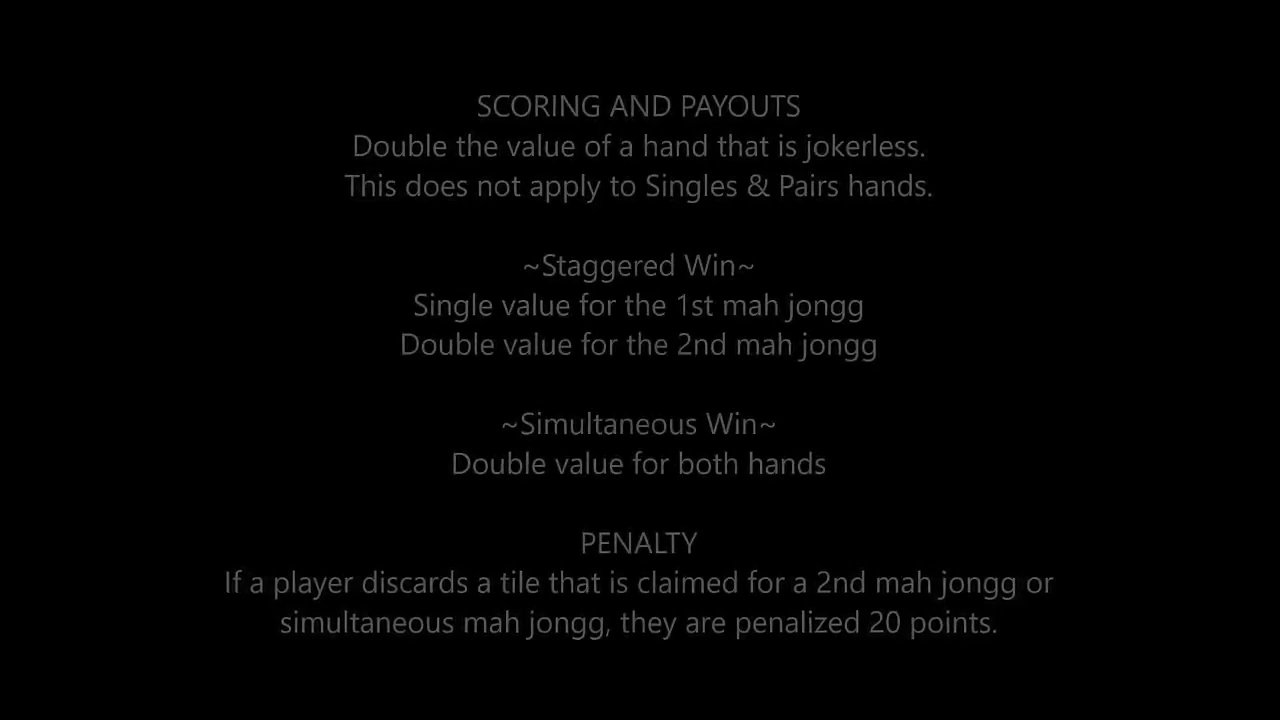 SCORING AND PAYOUTS
Double the value of a hand that is jokerless.
This does not apply to Singles & Pairs hands.
~Staggered Win~
Single value for the 1st mah jongg
Double value for the 2nd mah jongg
~Simultaneous Win~
Double value for both hands
PENALTY
If a player discards a tile that is claimed for a 2nd mah jongg or
simultaneous mah jongg, they are penalized 20 points.